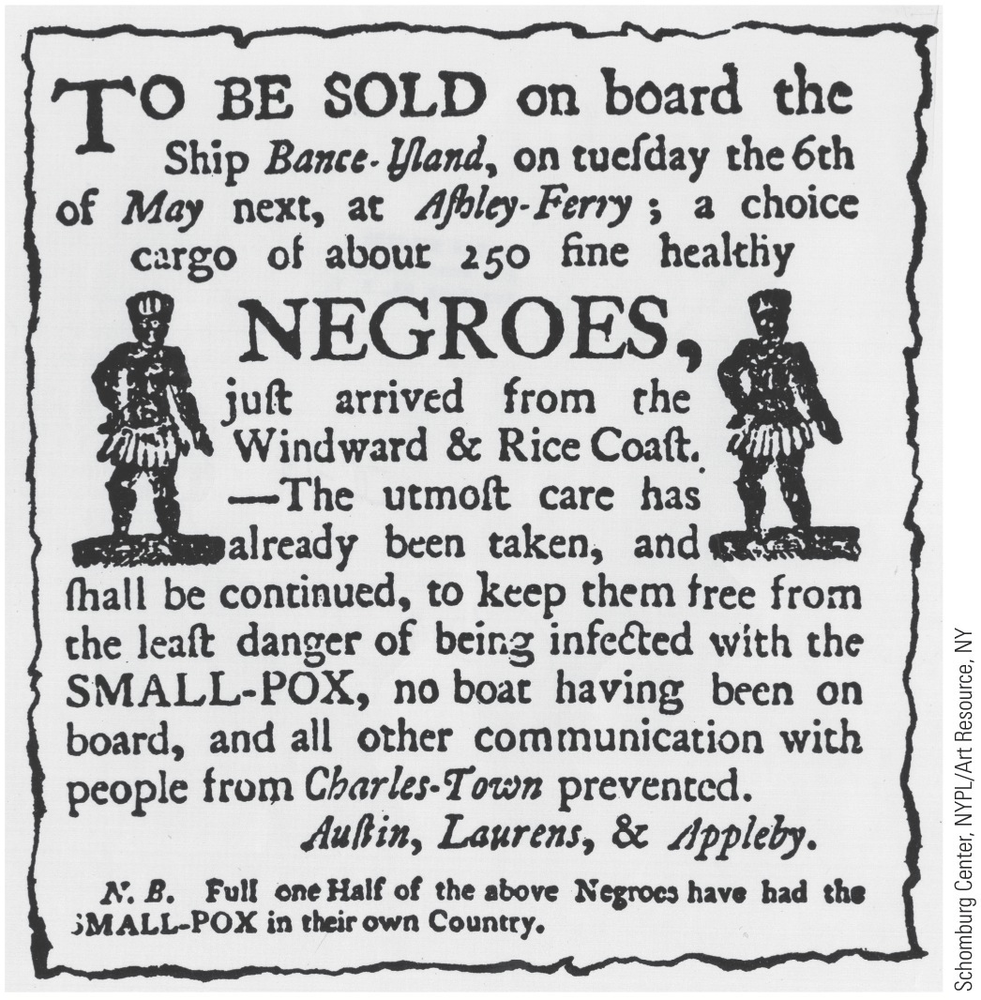 TO BE SOLD on board the
Ship Bance-Yſland, on tueſday the 6th
of May next, at Aſhley-Ferry; a choice
cargo of about 250 fine healthy
NEGROES,
juſt arrived from the
Windward & Rice Coaſt.
—The utmoſt care has
already been taken, and
ſhall be continued, to keep them free from
the leaſt danger of being infected with the
SMALL-POX, no boat having been on
board, and all other communication with
people from Charles-Town prevented.
Auſtin, Laurens, & Appleby.
N. B. Full one Half of the above Negroes have had the
SMALL-POX in their own Country.
Schomburg Center, NYPL/Art Resource, NY